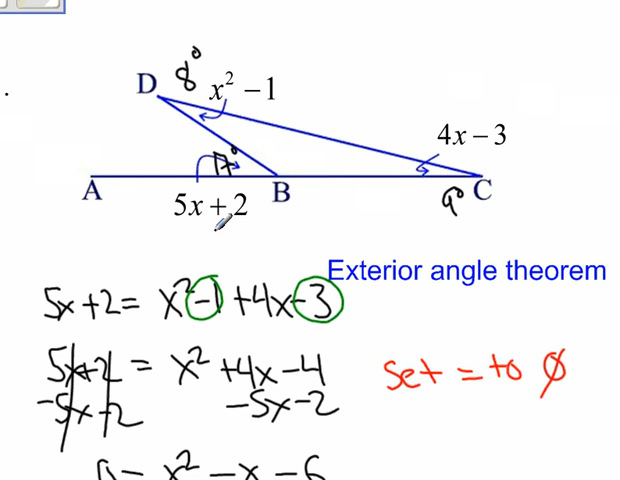 .
D 8° x² − 1
4x − 3
17°
A B C
5x + 2 9°
Exterior angle theorem
5x + 2 = x² − 1 + 4x − 3
5x + 2 = x² + 4x − 4 set = to 0
−5x − 2 −5x − 2
0 = x² − x − 6